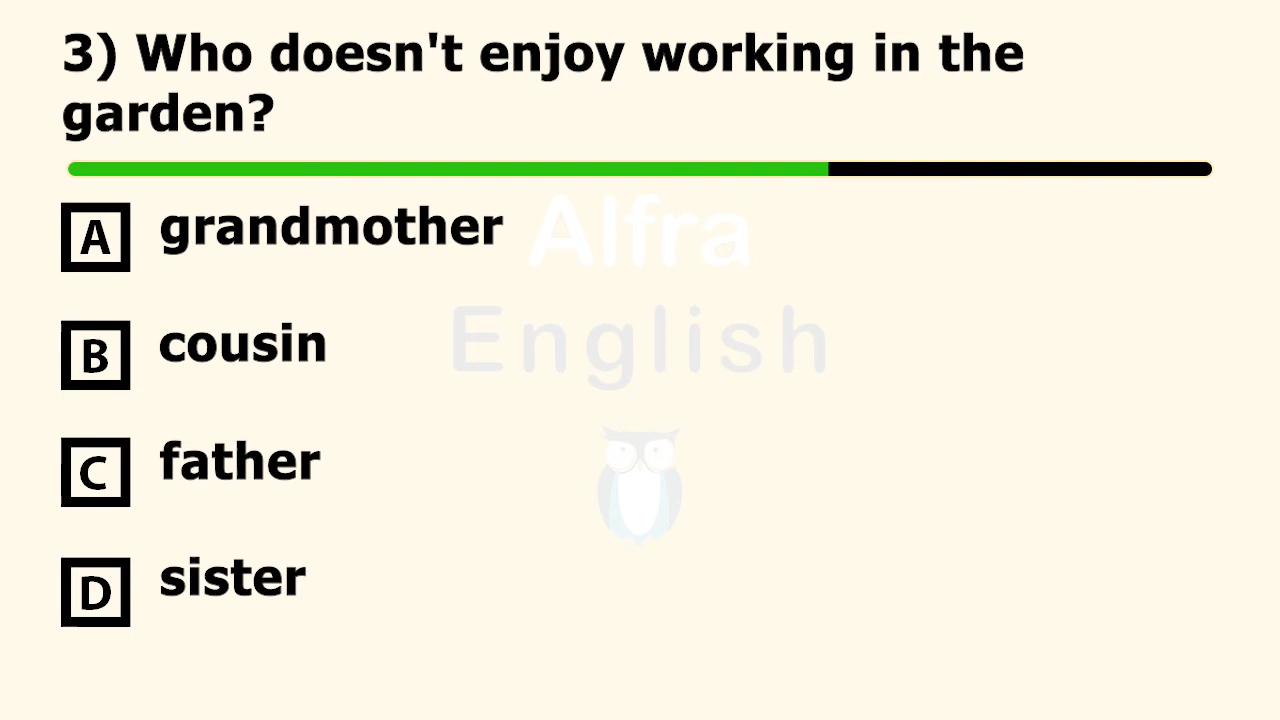 3) Who doesn't enjoy working in the
garden?
A grandmother
Alfra
English
B cousin
C father
D sister